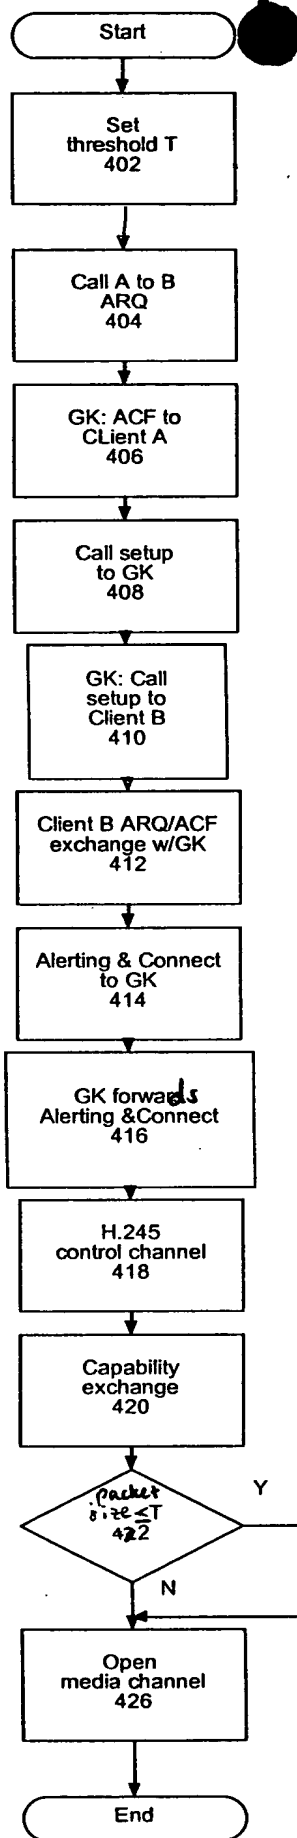 Start
Set
threshold T
402
Call A to B
ARQ
404
GK: ACF to
CLient A
406
Call setup
to GK
408
GK: Call
setup to
Client B
410
Client B ARQ/ACF
exchange w/GK
412
Alerting & Connect
to GK
414
GK forwards
Alerting &Connect
416
H.245
control channel
418
Capability
exchange
420
packet
size ≤T
422
Y
N
Open
media channel
426
End